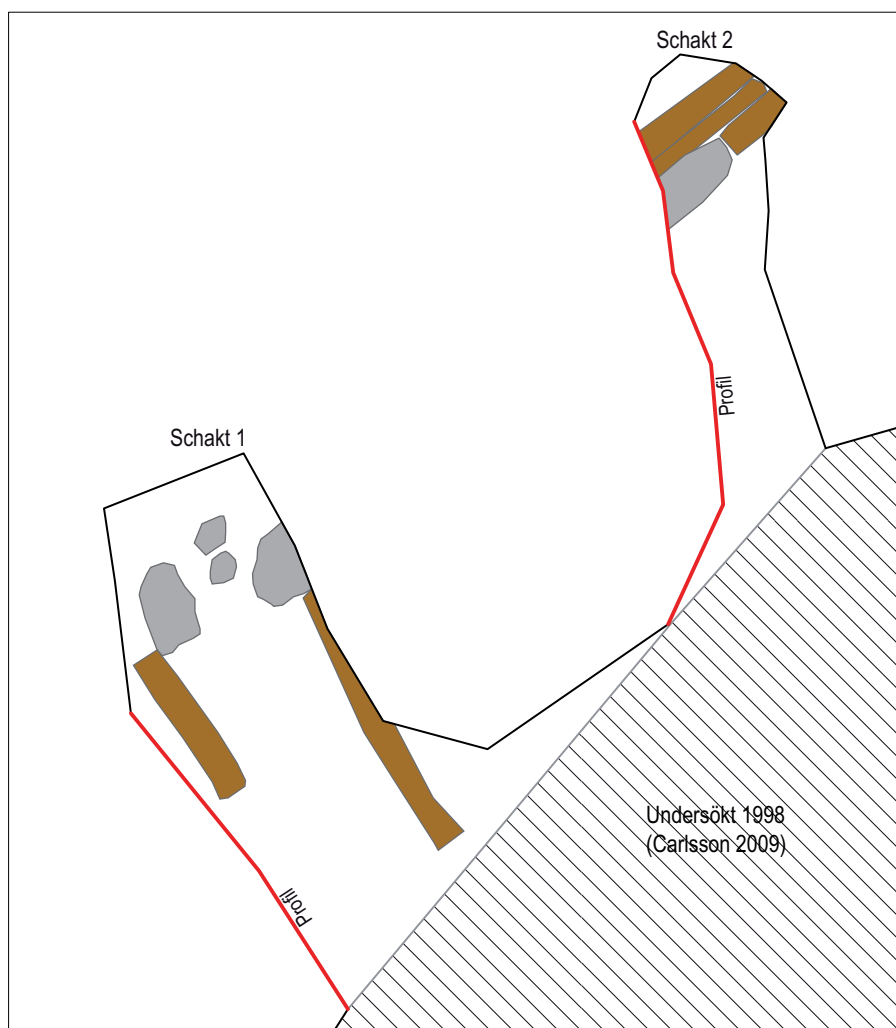 Schakt 2
Profil
Schakt 1
Undersökt 1998
(Carlsson 2009)
Profil